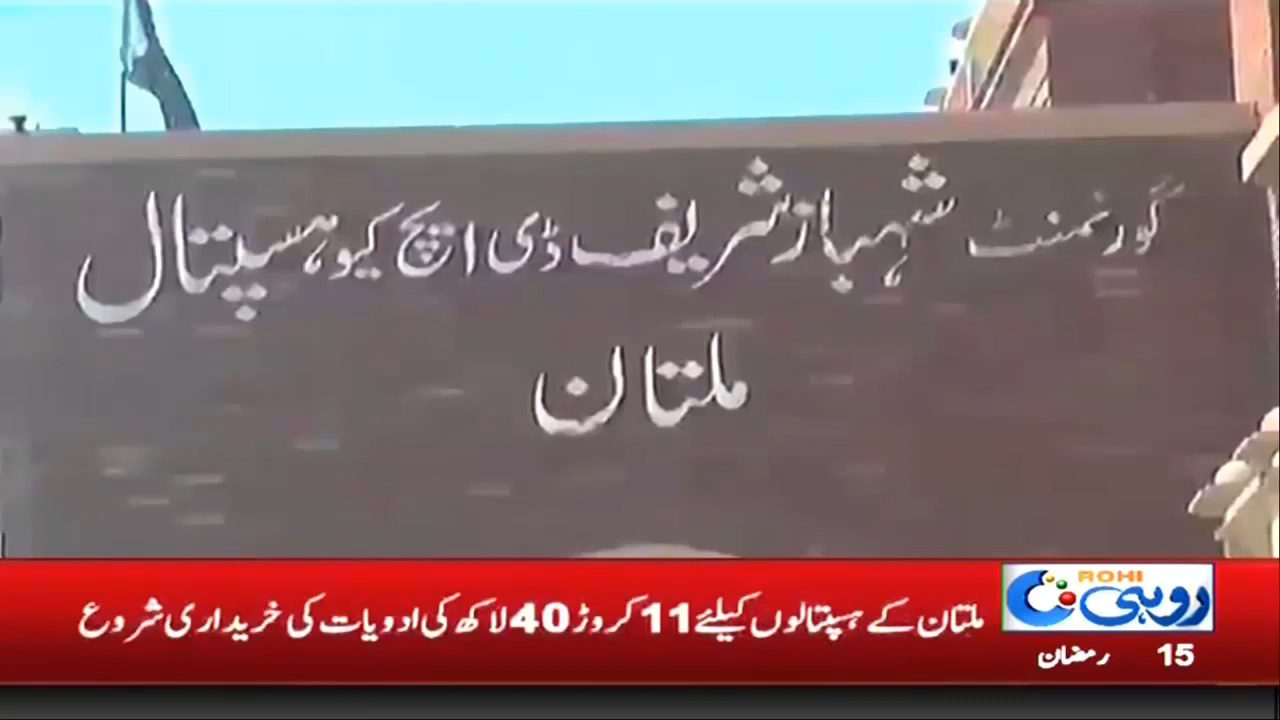 گورنمنٹ شہباز شریف ڈی ایچ کیو ہسپتال
ملتان
ROHI
روہی
ملتان کے ہسپتالوں کیلئے 11 کروڑ 40 لاکھ کی ادویات کی خریداری شروع
15 رمضان